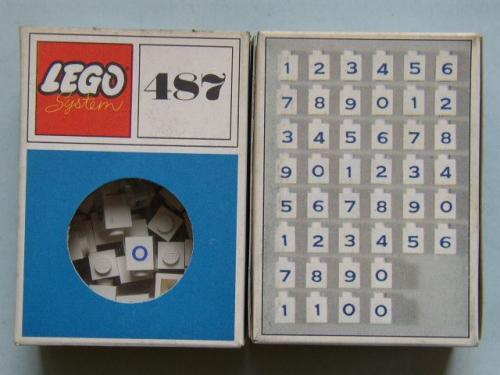 LEGO
System
487
O
1 2 3 4 5 6
7 8 9 0 1 2
3 4 5 6 7 8
9 0 1 2 3 4
5 6 7 8 9 0
1 2 3 4 5 6
7 8 9 0
1 1 0 0